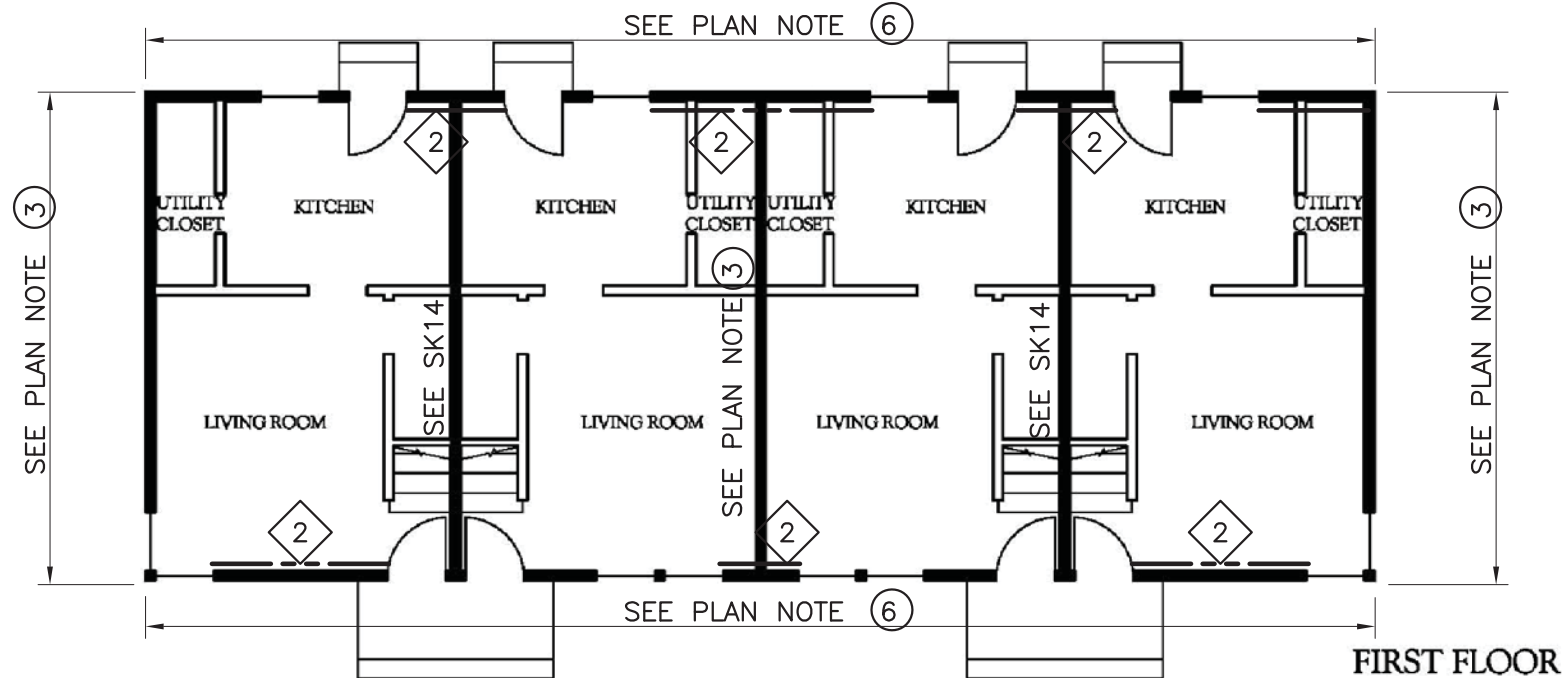 SEE PLAN NOTE 6
SEE PLAN NOTE 3
2
2
2
UTILITY
CLOSET
KITCHEN
KITCHEN
UTILITY
CLOSET
UTILITY
CLOSET
KITCHEN
KITCHEN
UTILITY
CLOSET
SEE PLAN NOTE 3
SEE SK14
SEE PLAN NOTE 3
SEE SK14
LIVING ROOM
LIVING ROOM
LIVING ROOM
LIVING ROOM
2
2
2
SEE PLAN NOTE 6
FIRST FLOOR